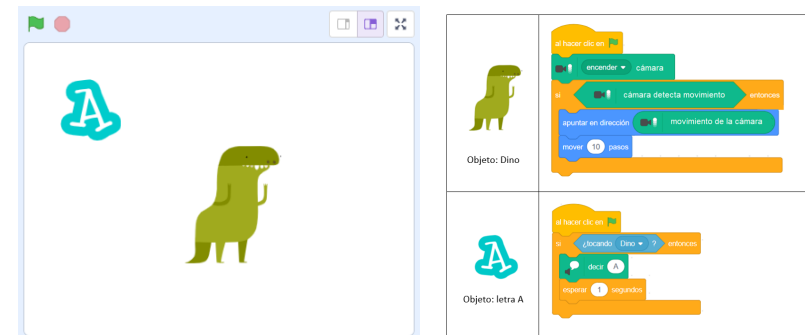 A
al hacer clic en
encender cámara
si cámara detecta movimiento entonces
apuntar en dirección movimiento de la cámara
mover 10 pasos
Objeto: Dino
A
al hacer clic en
si ¿tocando Dino ? entonces
decir A
esperar 1 segundos
Objeto: letra A